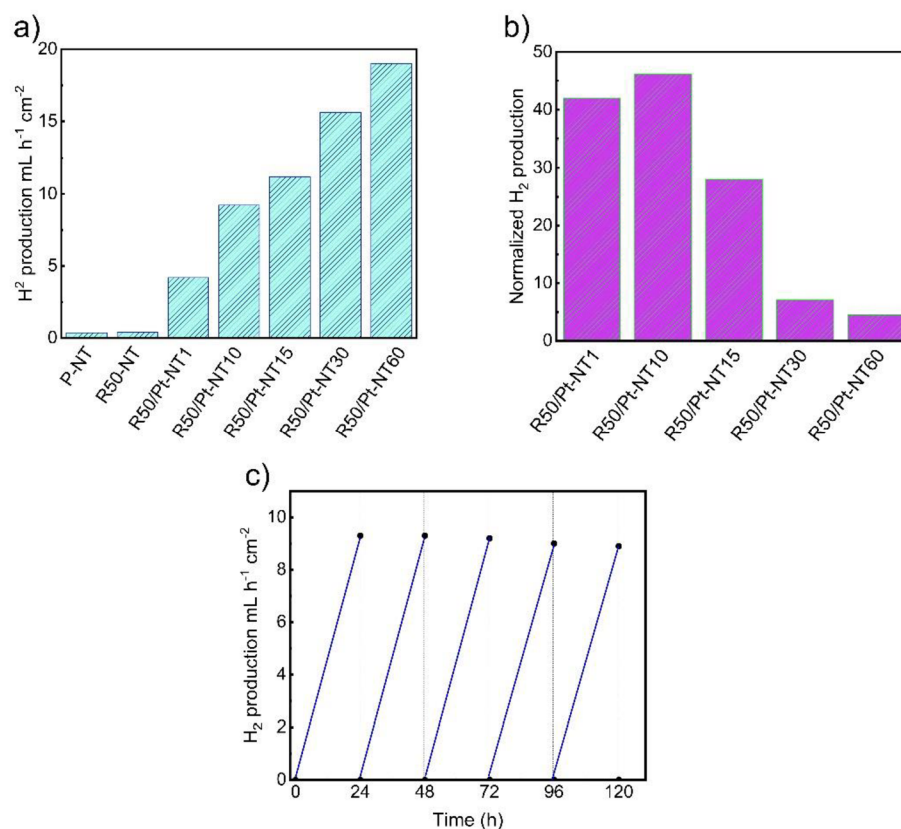 a)
H² production mL h⁻¹ cm⁻²
20
15
10
5
0
P-NT
R50-NT
R50/Pt-NT1
R50/Pt-NT10
R50/Pt-NT15
R50/Pt-NT30
R50/Pt-NT60
b)
Normalized H₂ production
50
40
30
20
10
0
R50/Pt-NT1
R50/Pt-NT10
R50/Pt-NT15
R50/Pt-NT30
R50/Pt-NT60
c)
H₂ production mL h⁻¹ cm⁻²
10
8
6
4
2
0
0 24 48 72 96 120
Time (h)